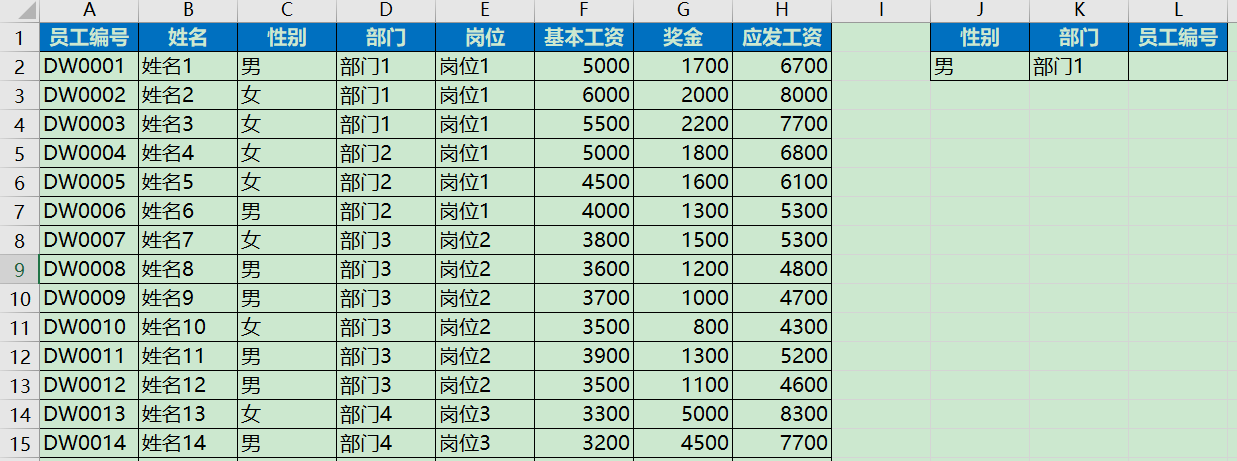 A B C D E F G H I J K L
1 员工编号 姓名 性别 部门 岗位 基本工资 奖金 应发工资 性别 部门 员工编号
2 DW0001 姓名1 男 部门1 岗位1 5000 1700 6700 男 部门1
3 DW0002 姓名2 女 部门1 岗位1 6000 2000 8000
4 DW0003 姓名3 女 部门1 岗位1 5500 2200 7700
5 DW0004 姓名4 女 部门2 岗位1 5000 1800 6800
6 DW0005 姓名5 女 部门2 岗位1 4500 1600 6100
7 DW0006 姓名6 男 部门2 岗位1 4000 1300 5300
8 DW0007 姓名7 女 部门3 岗位2 3800 1500 5300
9 DW0008 姓名8 男 部门3 岗位2 3600 1200 4800
10 DW0009 姓名9 男 部门3 岗位2 3700 1000 4700
11 DW0010 姓名10 女 部门3 岗位2 3500 800 4300
12 DW0011 姓名11 男 部门3 岗位2 3900 1300 5200
13 DW0012 姓名12 男 部门3 岗位2 3500 1100 4600
14 DW0013 姓名13 女 部门4 岗位3 3300 5000 8300
15 DW0014 姓名14 男 部门4 岗位3 3200 4500 7700